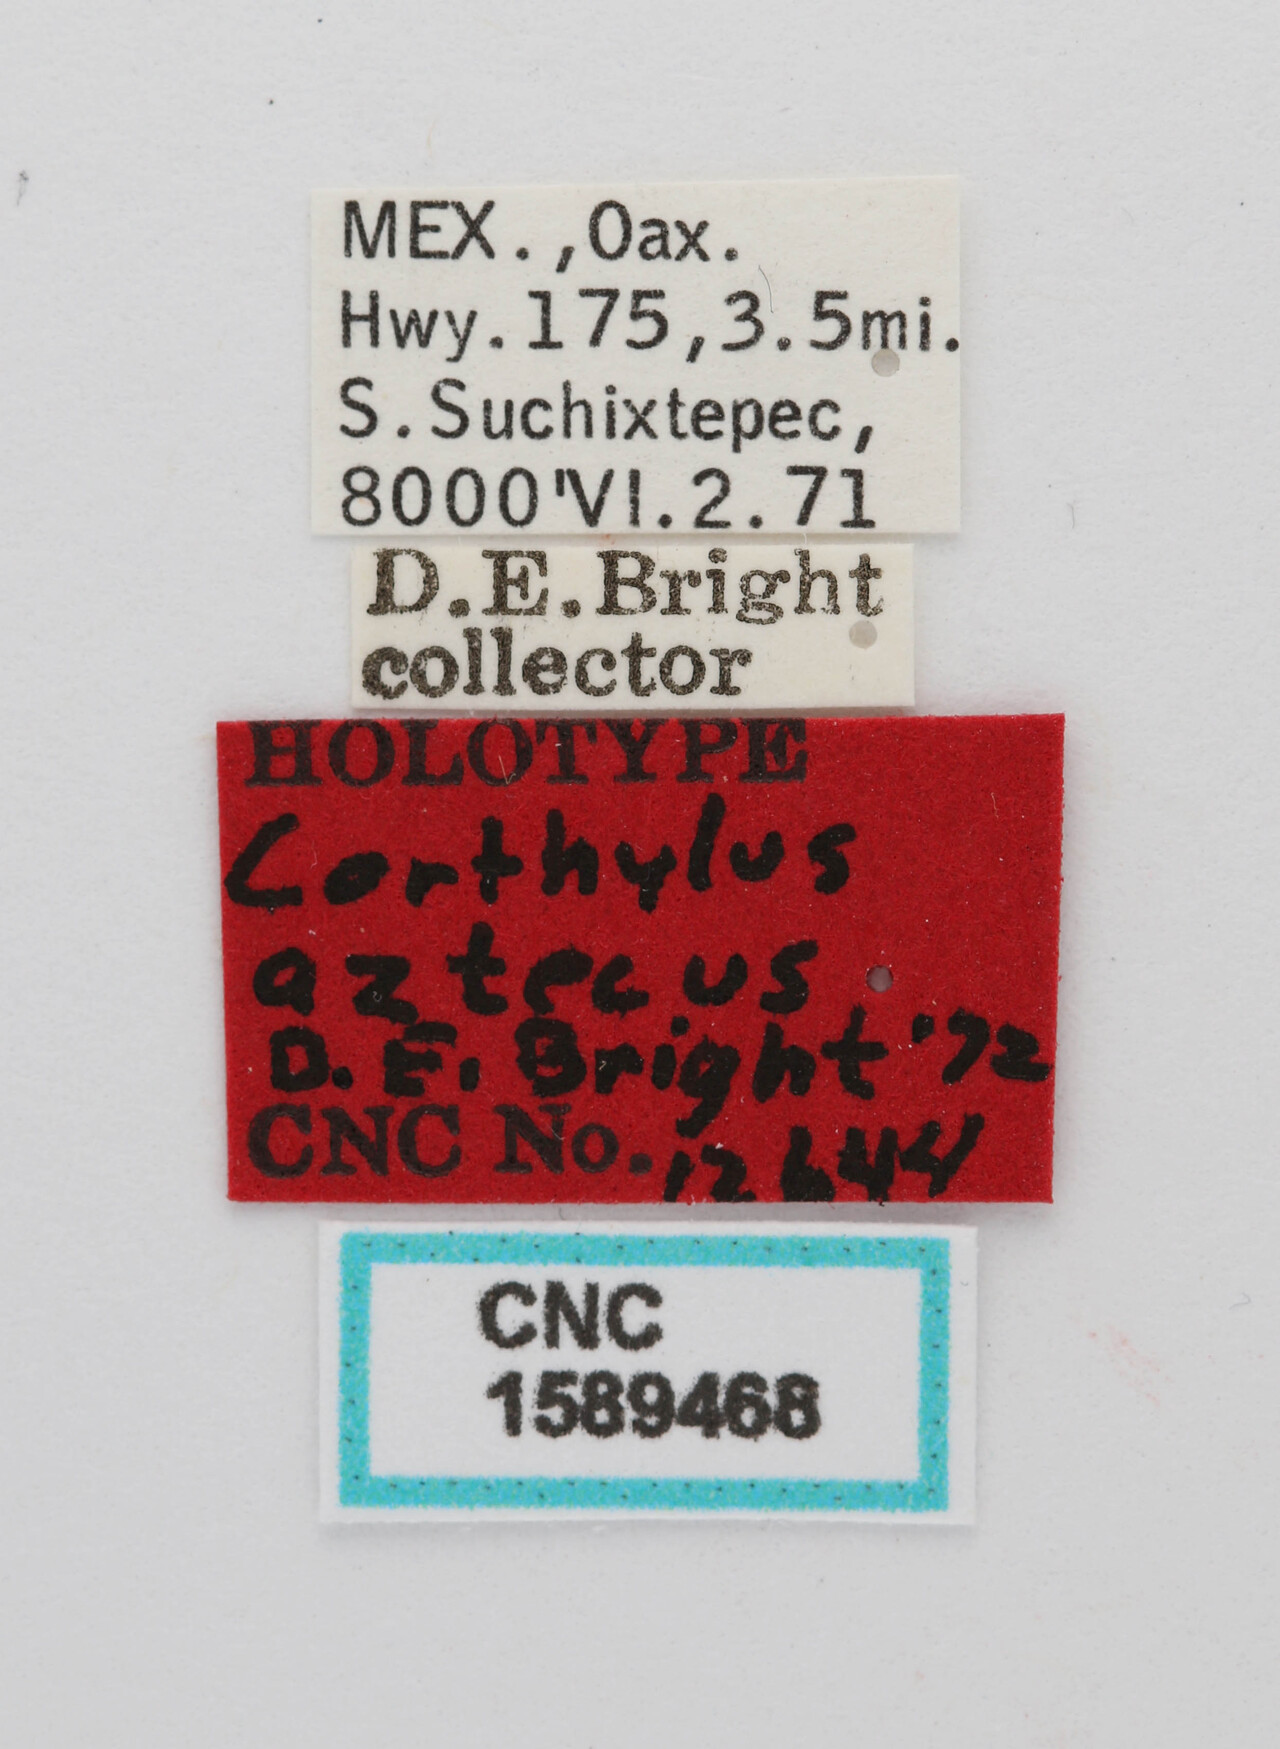 MEX.,Oax.
Hwy.175,3.5mi.
S.Suchixtepec,
8000'VI.2.71
D.E.Bright
collector
HOLOTYPE
Corthylus
aztecus
D.E. Bright '72
CNC No. 12644
CNC
1589468